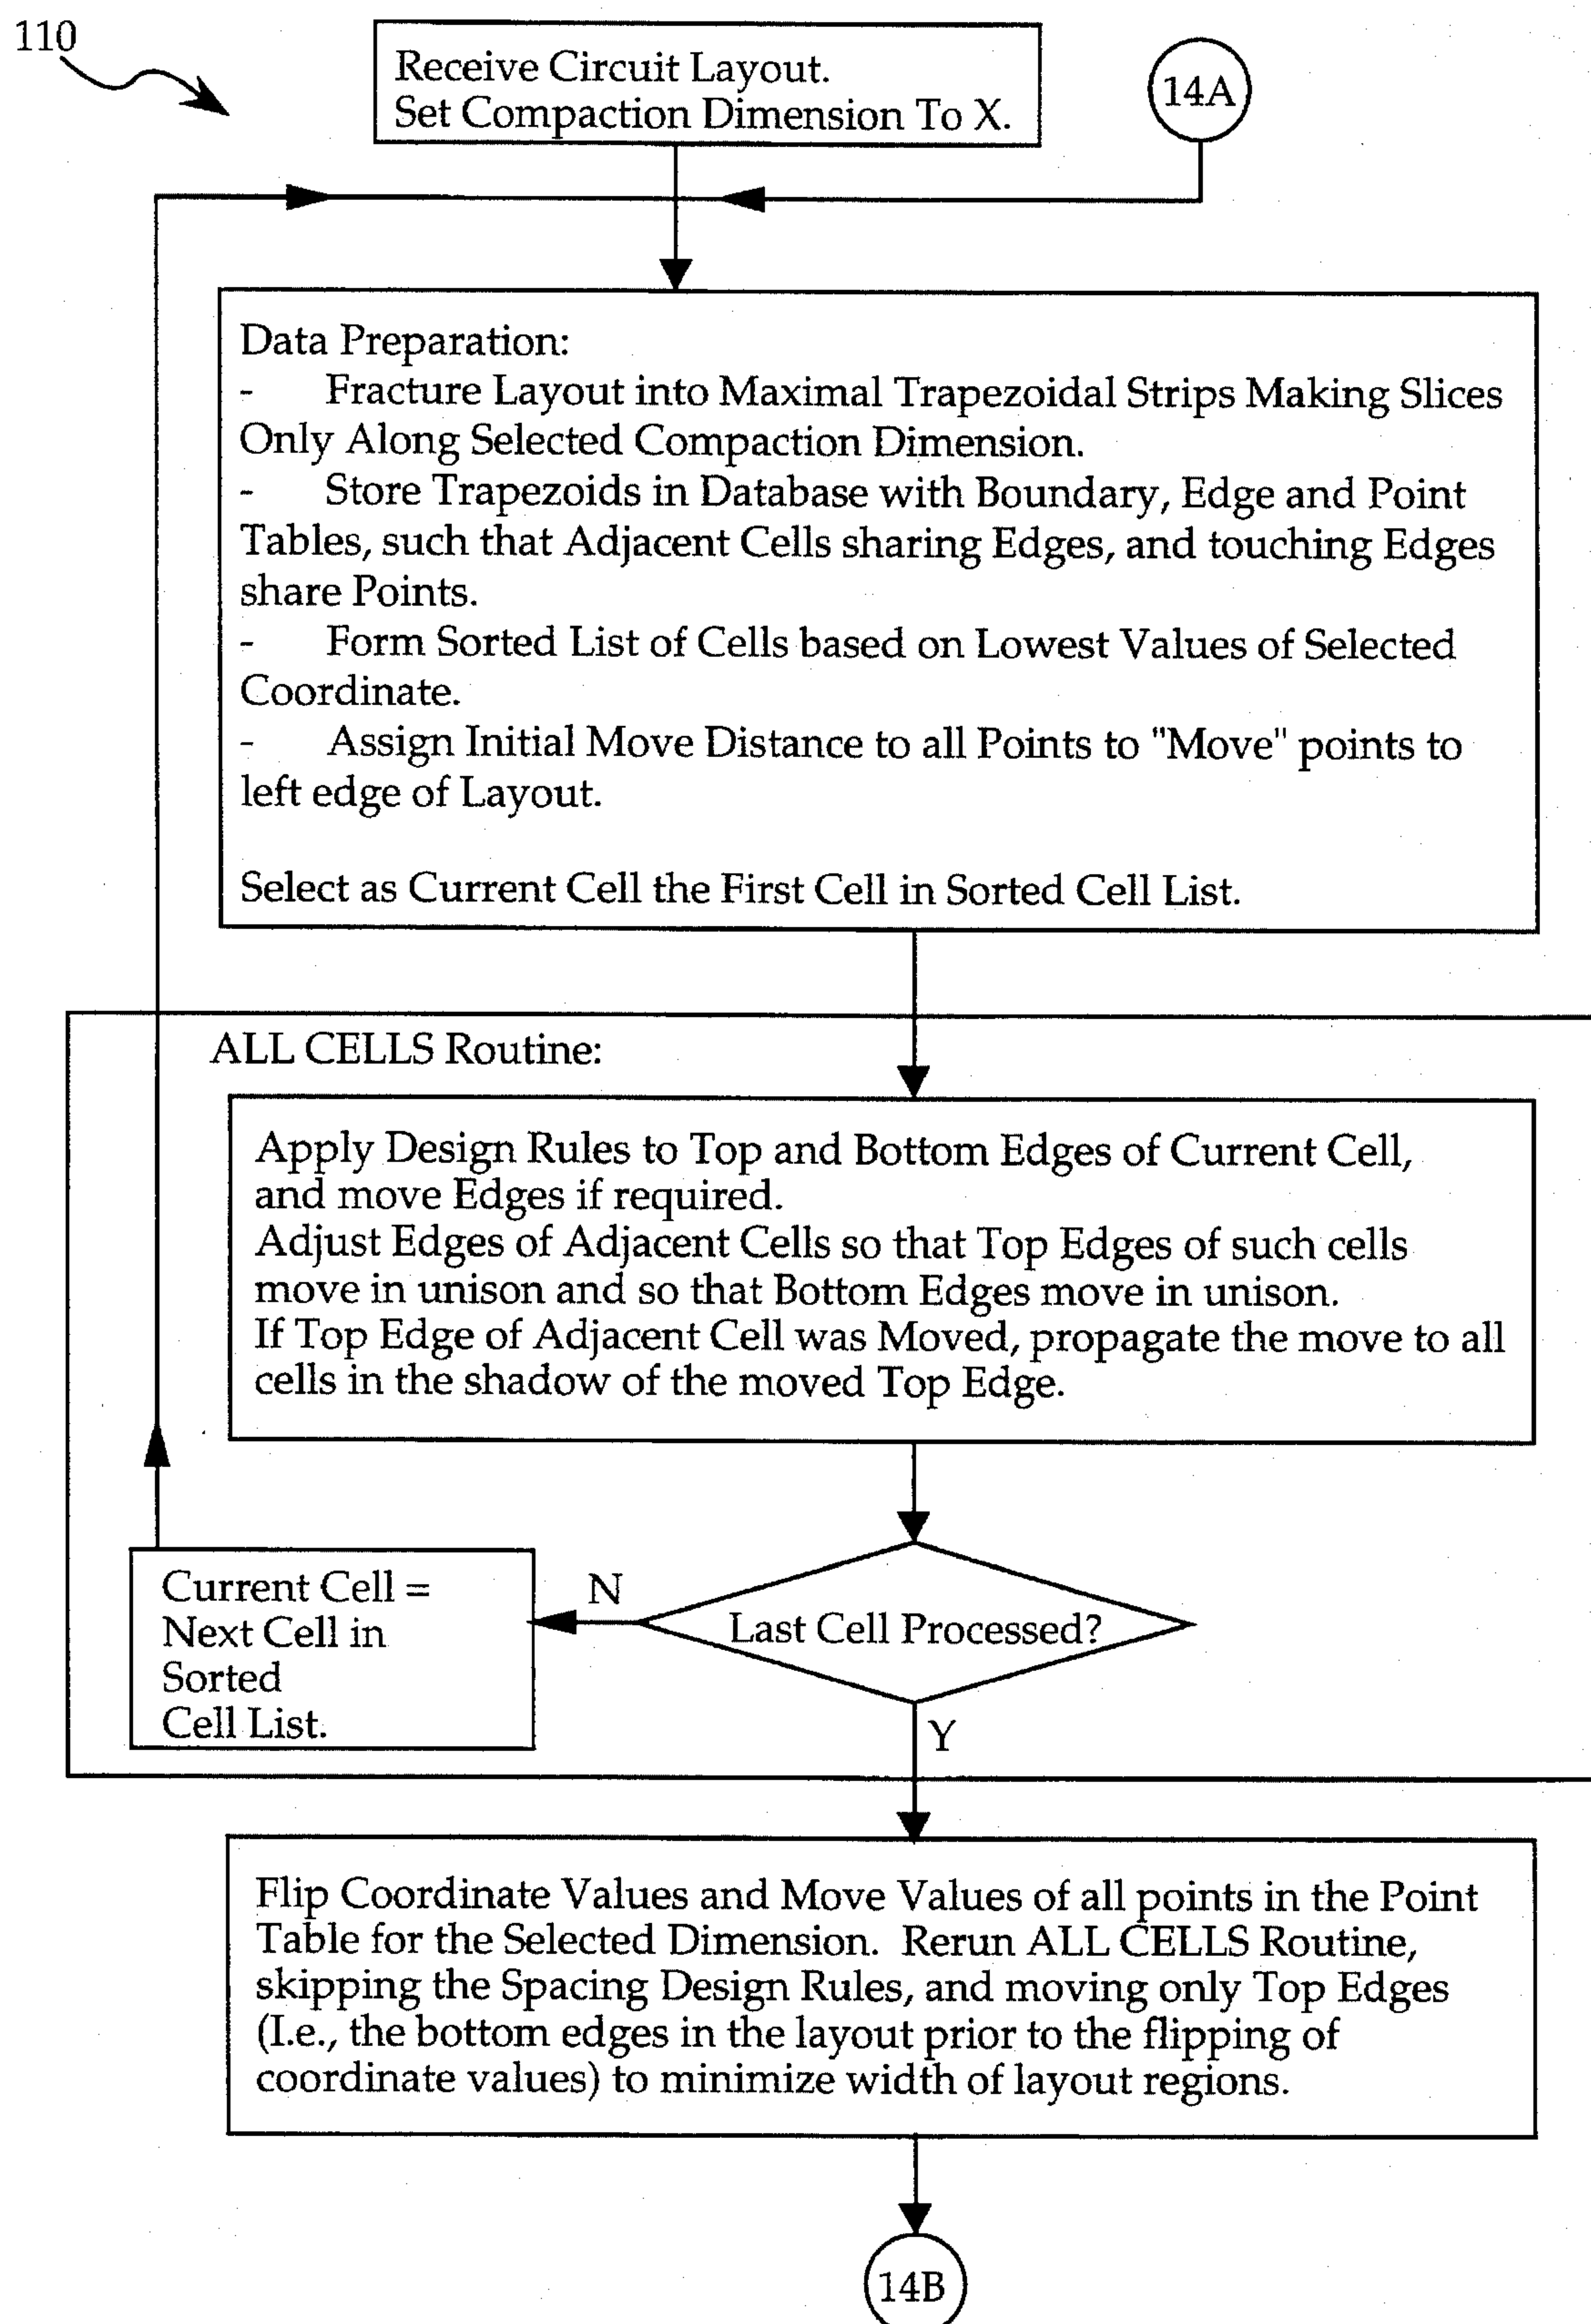 110
Receive Circuit Layout.
Set Compaction Dimension To X.
14A
Data Preparation:
- Fracture Layout into Maximal Trapezoidal Strips Making Slices
Only Along Selected Compaction Dimension.
- Store Trapezoids in Database with Boundary, Edge and Point
Tables, such that Adjacent Cells sharing Edges, and touching Edges
share Points.
- Form Sorted List of Cells based on Lowest Values of Selected
Coordinate.
- Assign Initial Move Distance to all Points to "Move" points to
left edge of Layout.
Select as Current Cell the First Cell in Sorted Cell List.
ALL CELLS Routine:
Apply Design Rules to Top and Bottom Edges of Current Cell,
and move Edges if required.
Adjust Edges of Adjacent Cells so that Top Edges of such cells
move in unison and so that Bottom Edges move in unison.
If Top Edge of Adjacent Cell was Moved, propagate the move to all
cells in the shadow of the moved Top Edge.
Current Cell =
Next Cell in
Sorted
Cell List.
N
Last Cell Processed?
Y
Flip Coordinate Values and Move Values of all points in the Point
Table for the Selected Dimension. Rerun ALL CELLS Routine,
skipping the Spacing Design Rules, and moving only Top Edges
(I.e., the bottom edges in the layout prior to the flipping of
coordinate values) to minimize width of layout regions.
14B